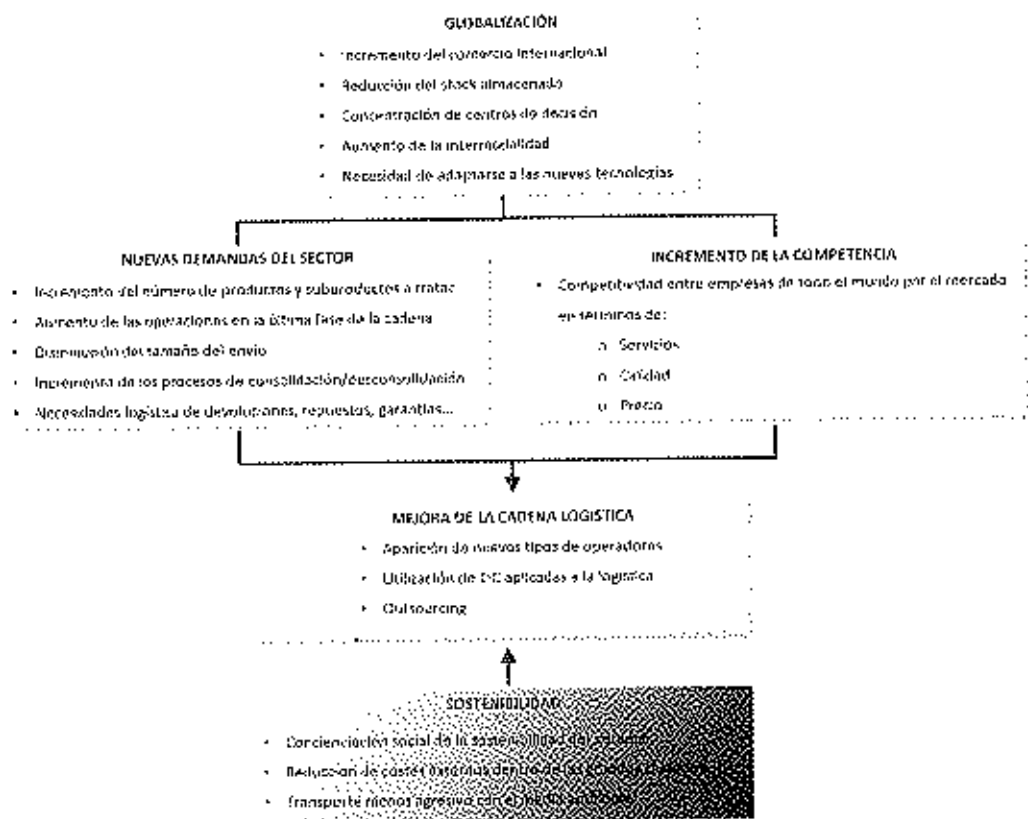 GLOBALIZACIÓN
• Incremento del comercio internacional
• Reducción del stock almacenado
• Concentración de centros de decisión
• Aumento de la intermodalidad
• Necesidad de adaptarse a las nuevas tecnologías
NUEVAS DEMANDAS DEL SECTOR
• Incremento del número de productos y subproductos a tratar
• Aumento de las operaciones en la última fase de la cadena
• Disminución del tamaño del envío
• Incremento de los procesos de consolidación/desconsolidación
• Necesidades logística de devoluciones, repuestos, garantías...
INCREMENTO DE LA COMPETENCIA
• Competitividad entre empresas de todo el mundo por el mercado
en términos de:
o Servicios
o Calidad
o Precio
MEJORA DE LA CADENA LOGISTICA
• Aparición de nuevos tipos de operadores
• Utilización de TIC aplicadas a la logística
• Outsourcing
SOSTENIBILIDAD
• Concienciación social de la sostenibilidad del
• Reducción de costes externos dentro de
• Transporte menos agresivo con el medio